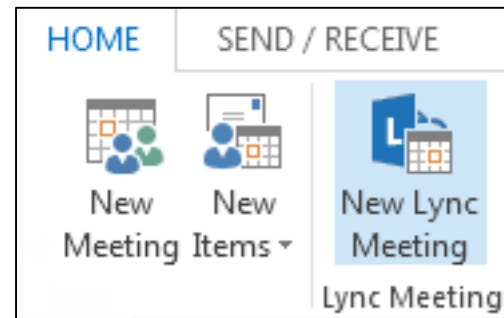 HOME SEND / RECEIVE
L
New New New Lync
Meeting Items Meeting
Lync Meeting